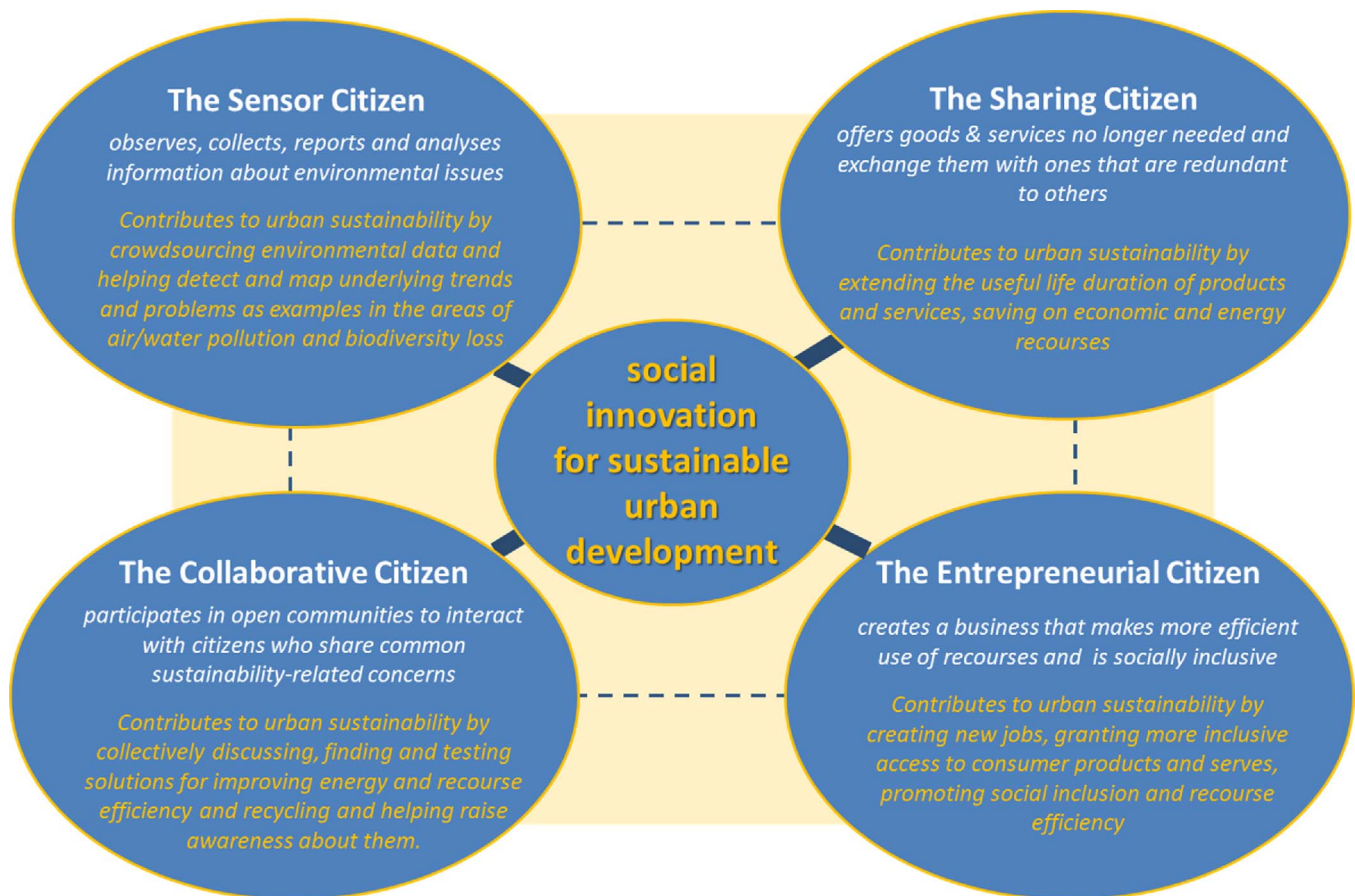 The Sensor Citizen
observes, collects, reports and analyses
information about environmental issues
Contributes to urban sustainability by
crowdsourcing environmental data and
helping detect and map underlying trends
and problems as examples in the areas of
air/water pollution and biodiversity loss
The Sharing Citizen
offers goods & services no longer needed and
exchange them with ones that are redundant
to others
Contributes to urban sustainability by
extending the useful life duration of products
and services, saving on economic and energy
recourses
social
innovation
for sustainable
urban
development
The Collaborative Citizen
participates in open communities to interact
with citizens who share common
sustainability-related concerns
Contributes to urban sustainability by
collectively discussing, finding and testing
solutions for improving energy and recourse
efficiency and recycling and helping raise
awareness about them.
The Entrepreneurial Citizen
creates a business that makes more efficient
use of recourses and  is socially inclusive
Contributes to urban sustainability by
creating new jobs, granting more inclusive
access to consumer products and serves,
promoting social inclusion and recourse
efficiency